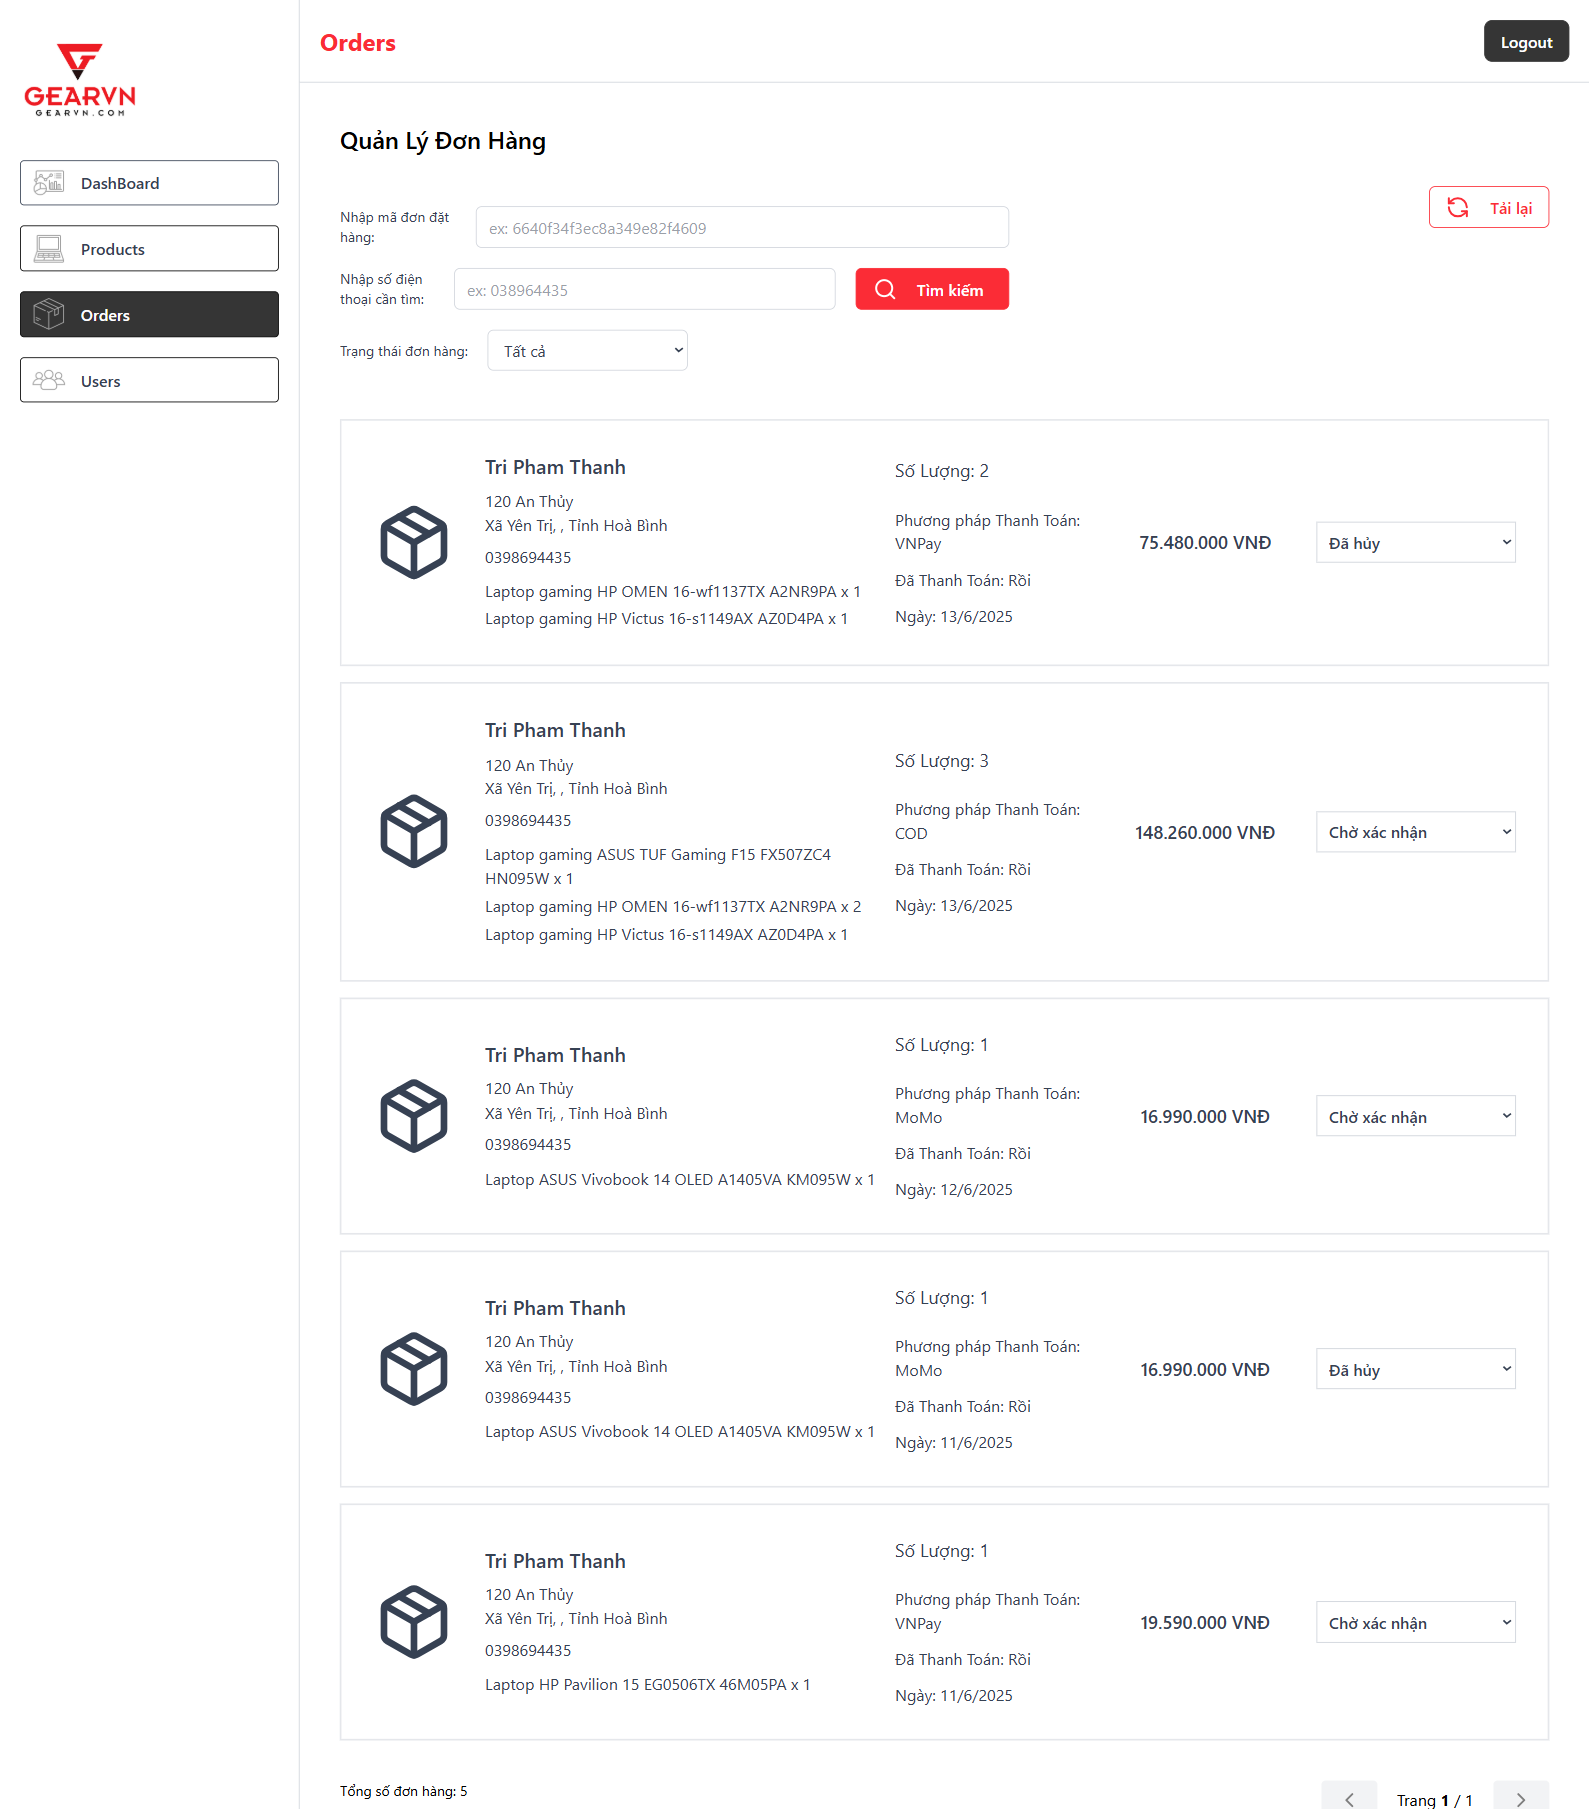 GEARVN
GEARVN.COM
DashBoard
Products
Orders
Users
Orders
Logout
Quản Lý Đơn Hàng
Nhập mã đơn đặt
hàng:
ex: 6640f34f3ec8a349e82f4609
Tải lại
Nhập số điện
thoại cần tìm:
ex: 038964435
Tìm kiếm
Trạng thái đơn hàng:
Tất cả
Tri Pham Thanh
120 An Thủy
Xã Yên Trị, , Tỉnh Hoà Bình
0398694435
Laptop gaming HP OMEN 16-wf1137TX A2NR9PA x 1
Laptop gaming HP Victus 16-s1149AX AZ0D4PA x 1
Số Lượng: 2
Phương pháp Thanh Toán:
VNPay
Đã Thanh Toán: Rồi
Ngày: 13/6/2025
75.480.000 VNĐ
Đã hủy
Tri Pham Thanh
120 An Thủy
Xã Yên Trị, , Tỉnh Hoà Bình
0398694435
Laptop gaming ASUS TUF Gaming F15 FX507ZC4
HN095W x 1
Laptop gaming HP OMEN 16-wf1137TX A2NR9PA x 2
Laptop gaming HP Victus 16-s1149AX AZ0D4PA x 1
Số Lượng: 3
Phương pháp Thanh Toán:
COD
Đã Thanh Toán: Rồi
Ngày: 13/6/2025
148.260.000 VNĐ
Chờ xác nhận
Tri Pham Thanh
120 An Thủy
Xã Yên Trị, , Tỉnh Hoà Bình
0398694435
Laptop ASUS Vivobook 14 OLED A1405VA KM095W x 1
Số Lượng: 1
Phương pháp Thanh Toán:
MoMo
Đã Thanh Toán: Rồi
Ngày: 12/6/2025
16.990.000 VNĐ
Chờ xác nhận
Tri Pham Thanh
120 An Thủy
Xã Yên Trị, , Tỉnh Hoà Bình
0398694435
Laptop ASUS Vivobook 14 OLED A1405VA KM095W x 1
Số Lượng: 1
Phương pháp Thanh Toán:
MoMo
Đã Thanh Toán: Rồi
Ngày: 11/6/2025
16.990.000 VNĐ
Đã hủy
Tri Pham Thanh
120 An Thủy
Xã Yên Trị, , Tỉnh Hoà Bình
0398694435
Laptop HP Pavilion 15 EG0506TX 46M05PA x 1
Số Lượng: 1
Phương pháp Thanh Toán:
VNPay
Đã Thanh Toán: Rồi
Ngày: 11/6/2025
19.590.000 VNĐ
Chờ xác nhận
Tổng số đơn hàng: 5
Trang 1 / 1